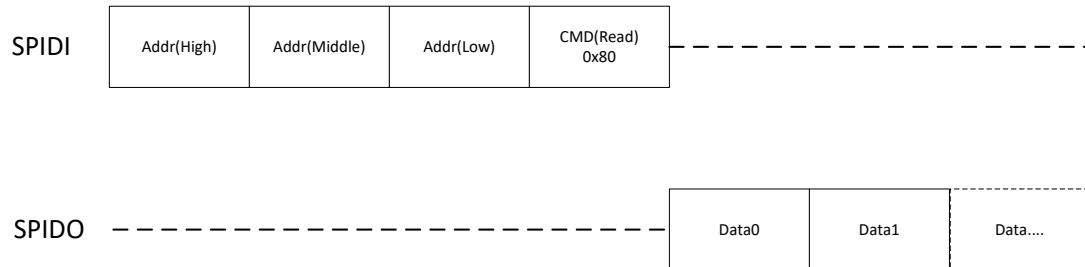 SPIDI
Addr(High)
Addr(Middle)
Addr(Low)
CMD(Read)
0x80
SPIDO
Data0
Data1
Data....